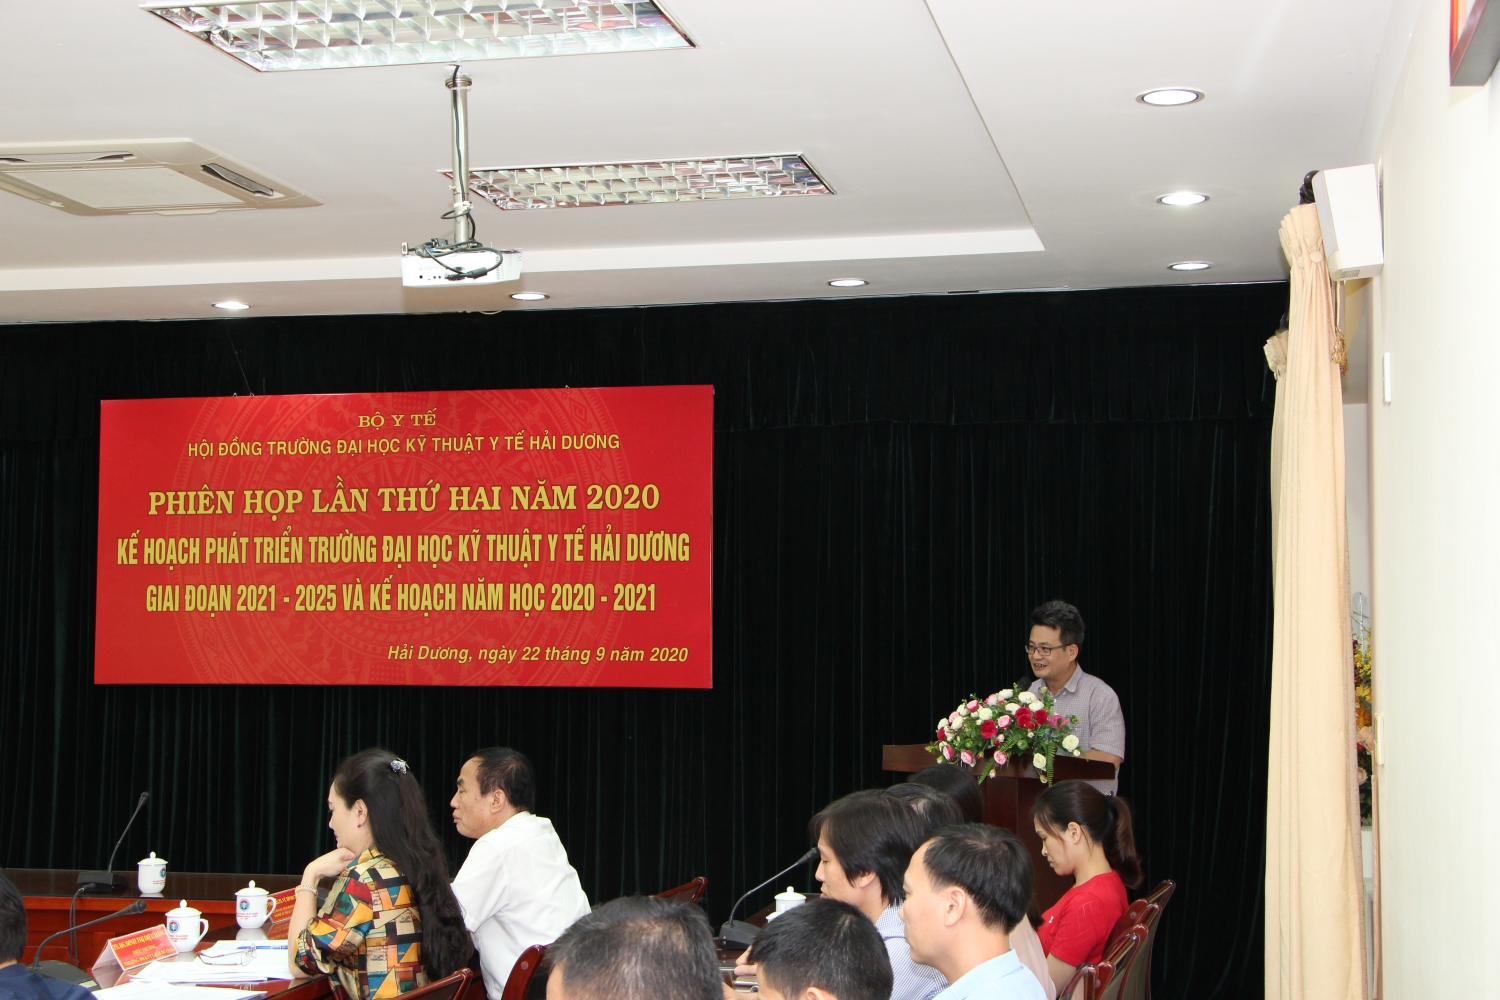 BỘ Y TẾ
HỘI ĐỒNG TRƯỜNG ĐẠI HỌC KỸ THUẬT Y TẾ HẢI DƯƠNG
PHIÊN HỌP LẦN THỨ HAI NĂM 2020
KẾ HOẠCH PHÁT TRIỂN TRƯỜNG ĐẠI HỌC KỸ THUẬT Y TẾ HẢI DƯƠNG
GIAI ĐOẠN 2021 - 2025 VÀ KẾ HOẠCH NĂM HỌC 2020 - 2021
Hải Dương, ngày 22 tháng 9 năm 2020